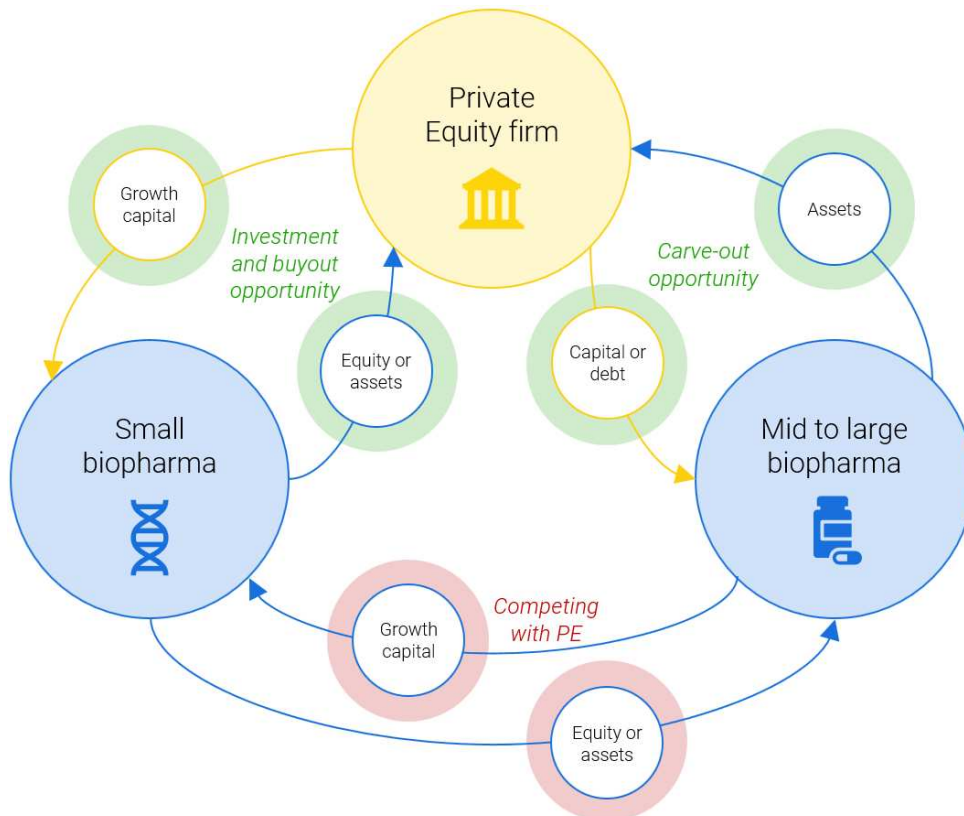 Private
Equity firm
Growth
capital
Assets
Investment
and buyout
opportunity
Carve-out
opportunity
Equity or
assets
Capital or
debt
Small
biopharma
Mid to large
biopharma
Growth
capital
Competing
with PE
Equity or
assets